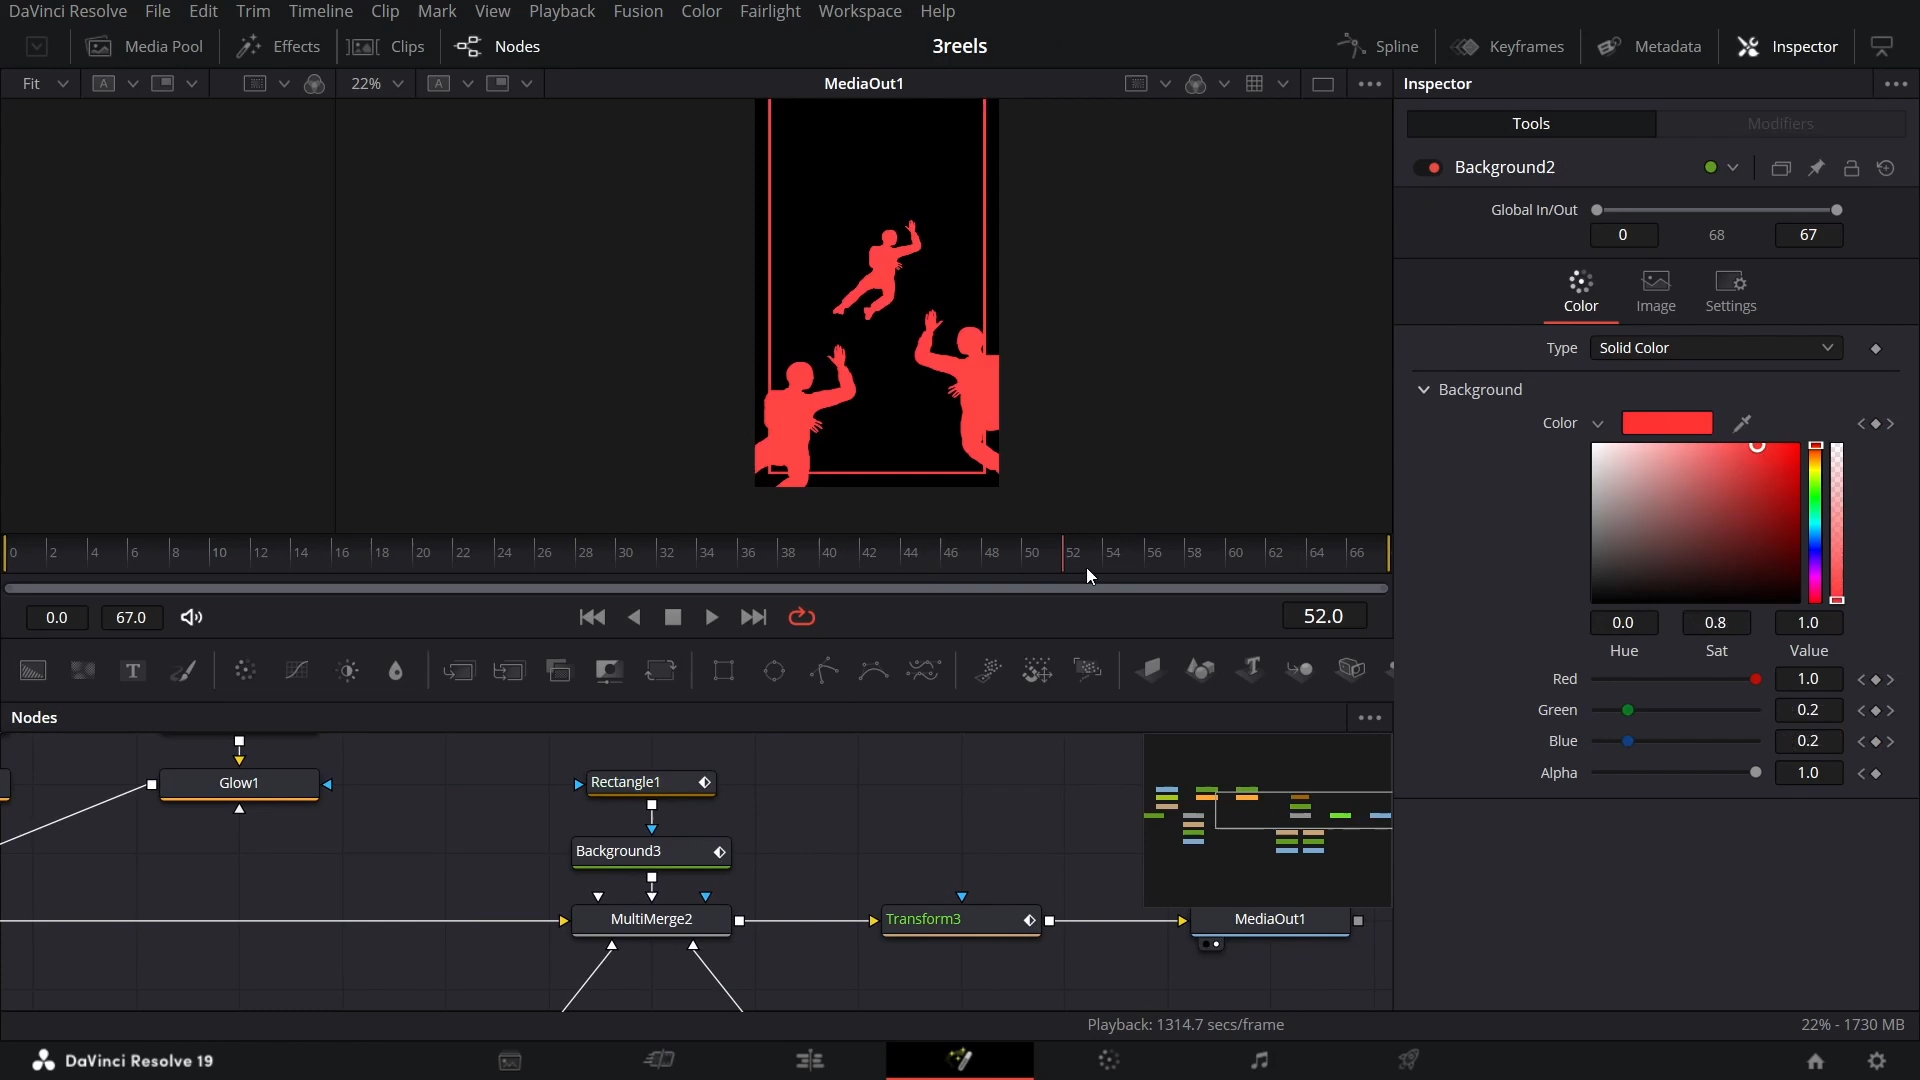 DaVinci Resolve File Edit Trim Timeline Clip Mark View Playback Fusion Color Fairlight Workspace Help
Media Pool Effects Clips Nodes 3reels Spline Keyframes Metadata Inspector
Fit A 22% A MediaOut1 Inspector
Tools Modifiers
Background2
Global In/Out
0 68 67
Color Image Settings
Type Solid Color
Background
Color
0 2 4 6 8 10 12 14 16 18 20 22 24 26 28 30 32 34 36 38 40 42 44 46 48 50 52 54 56 58 60 62 64 66
0.0 67.0 52.0
0.0 0.8 1.0
Hue Sat Value
Red 1.0
Green 0.2
Blue 0.2
Alpha 1.0
T T
Nodes
Glow1
Rectangle1
Background3
MultiMerge2
Transform3
MediaOut1
Playback: 1314.7 secs/frame
22% - 1730 MB
DaVinci Resolve 19